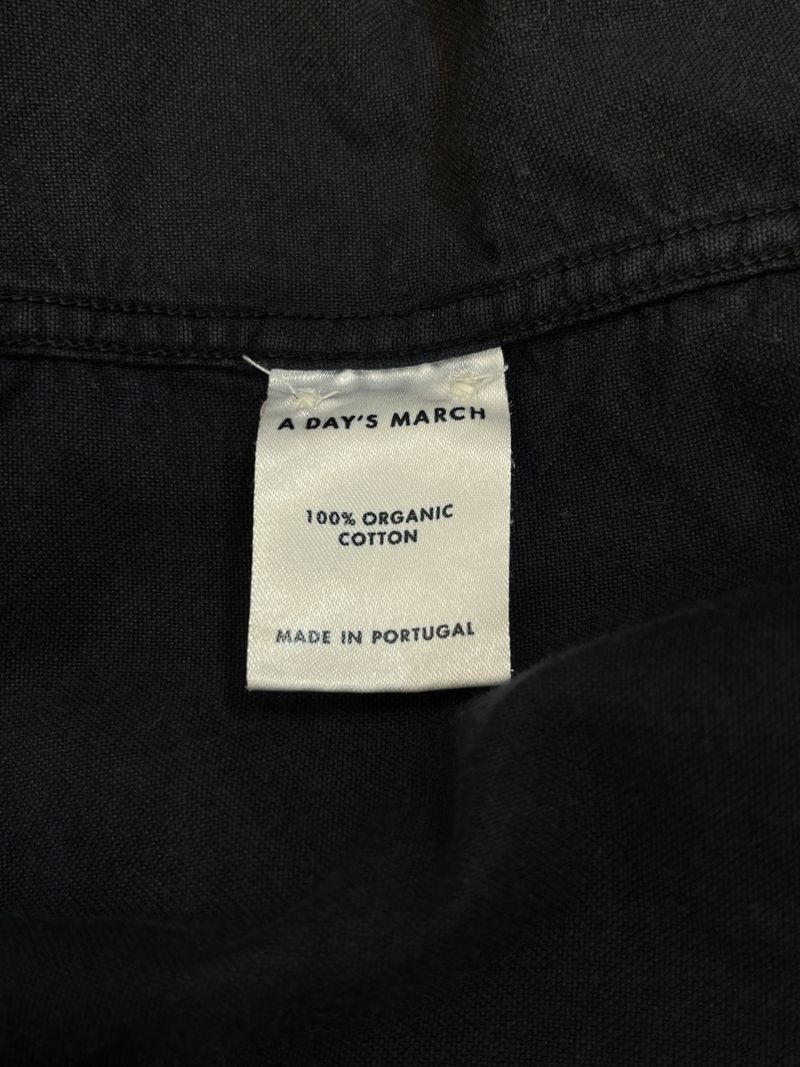 A DAY'S MARCH
100% ORGANIC
COTTON
MADE IN PORTUGAL